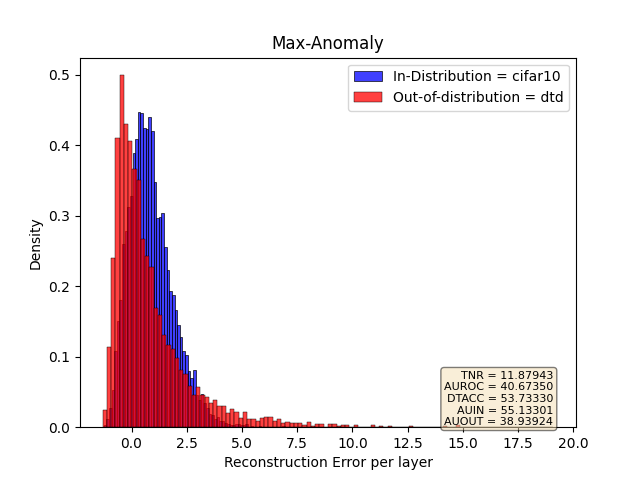 Max-Anomaly
In-Distribution = cifar10
Out-of-distribution = dtd
Density
0.5
0.4
0.3
0.2
0.1
0.0
TNR = 11.87943
AUROC = 40.67350
DTACC = 53.73330
AUIN = 55.13301
AUOUT = 38.93924
0.0 2.5 5.0 7.5 10.0 12.5 15.0 17.5 20.0
Reconstruction Error per layer